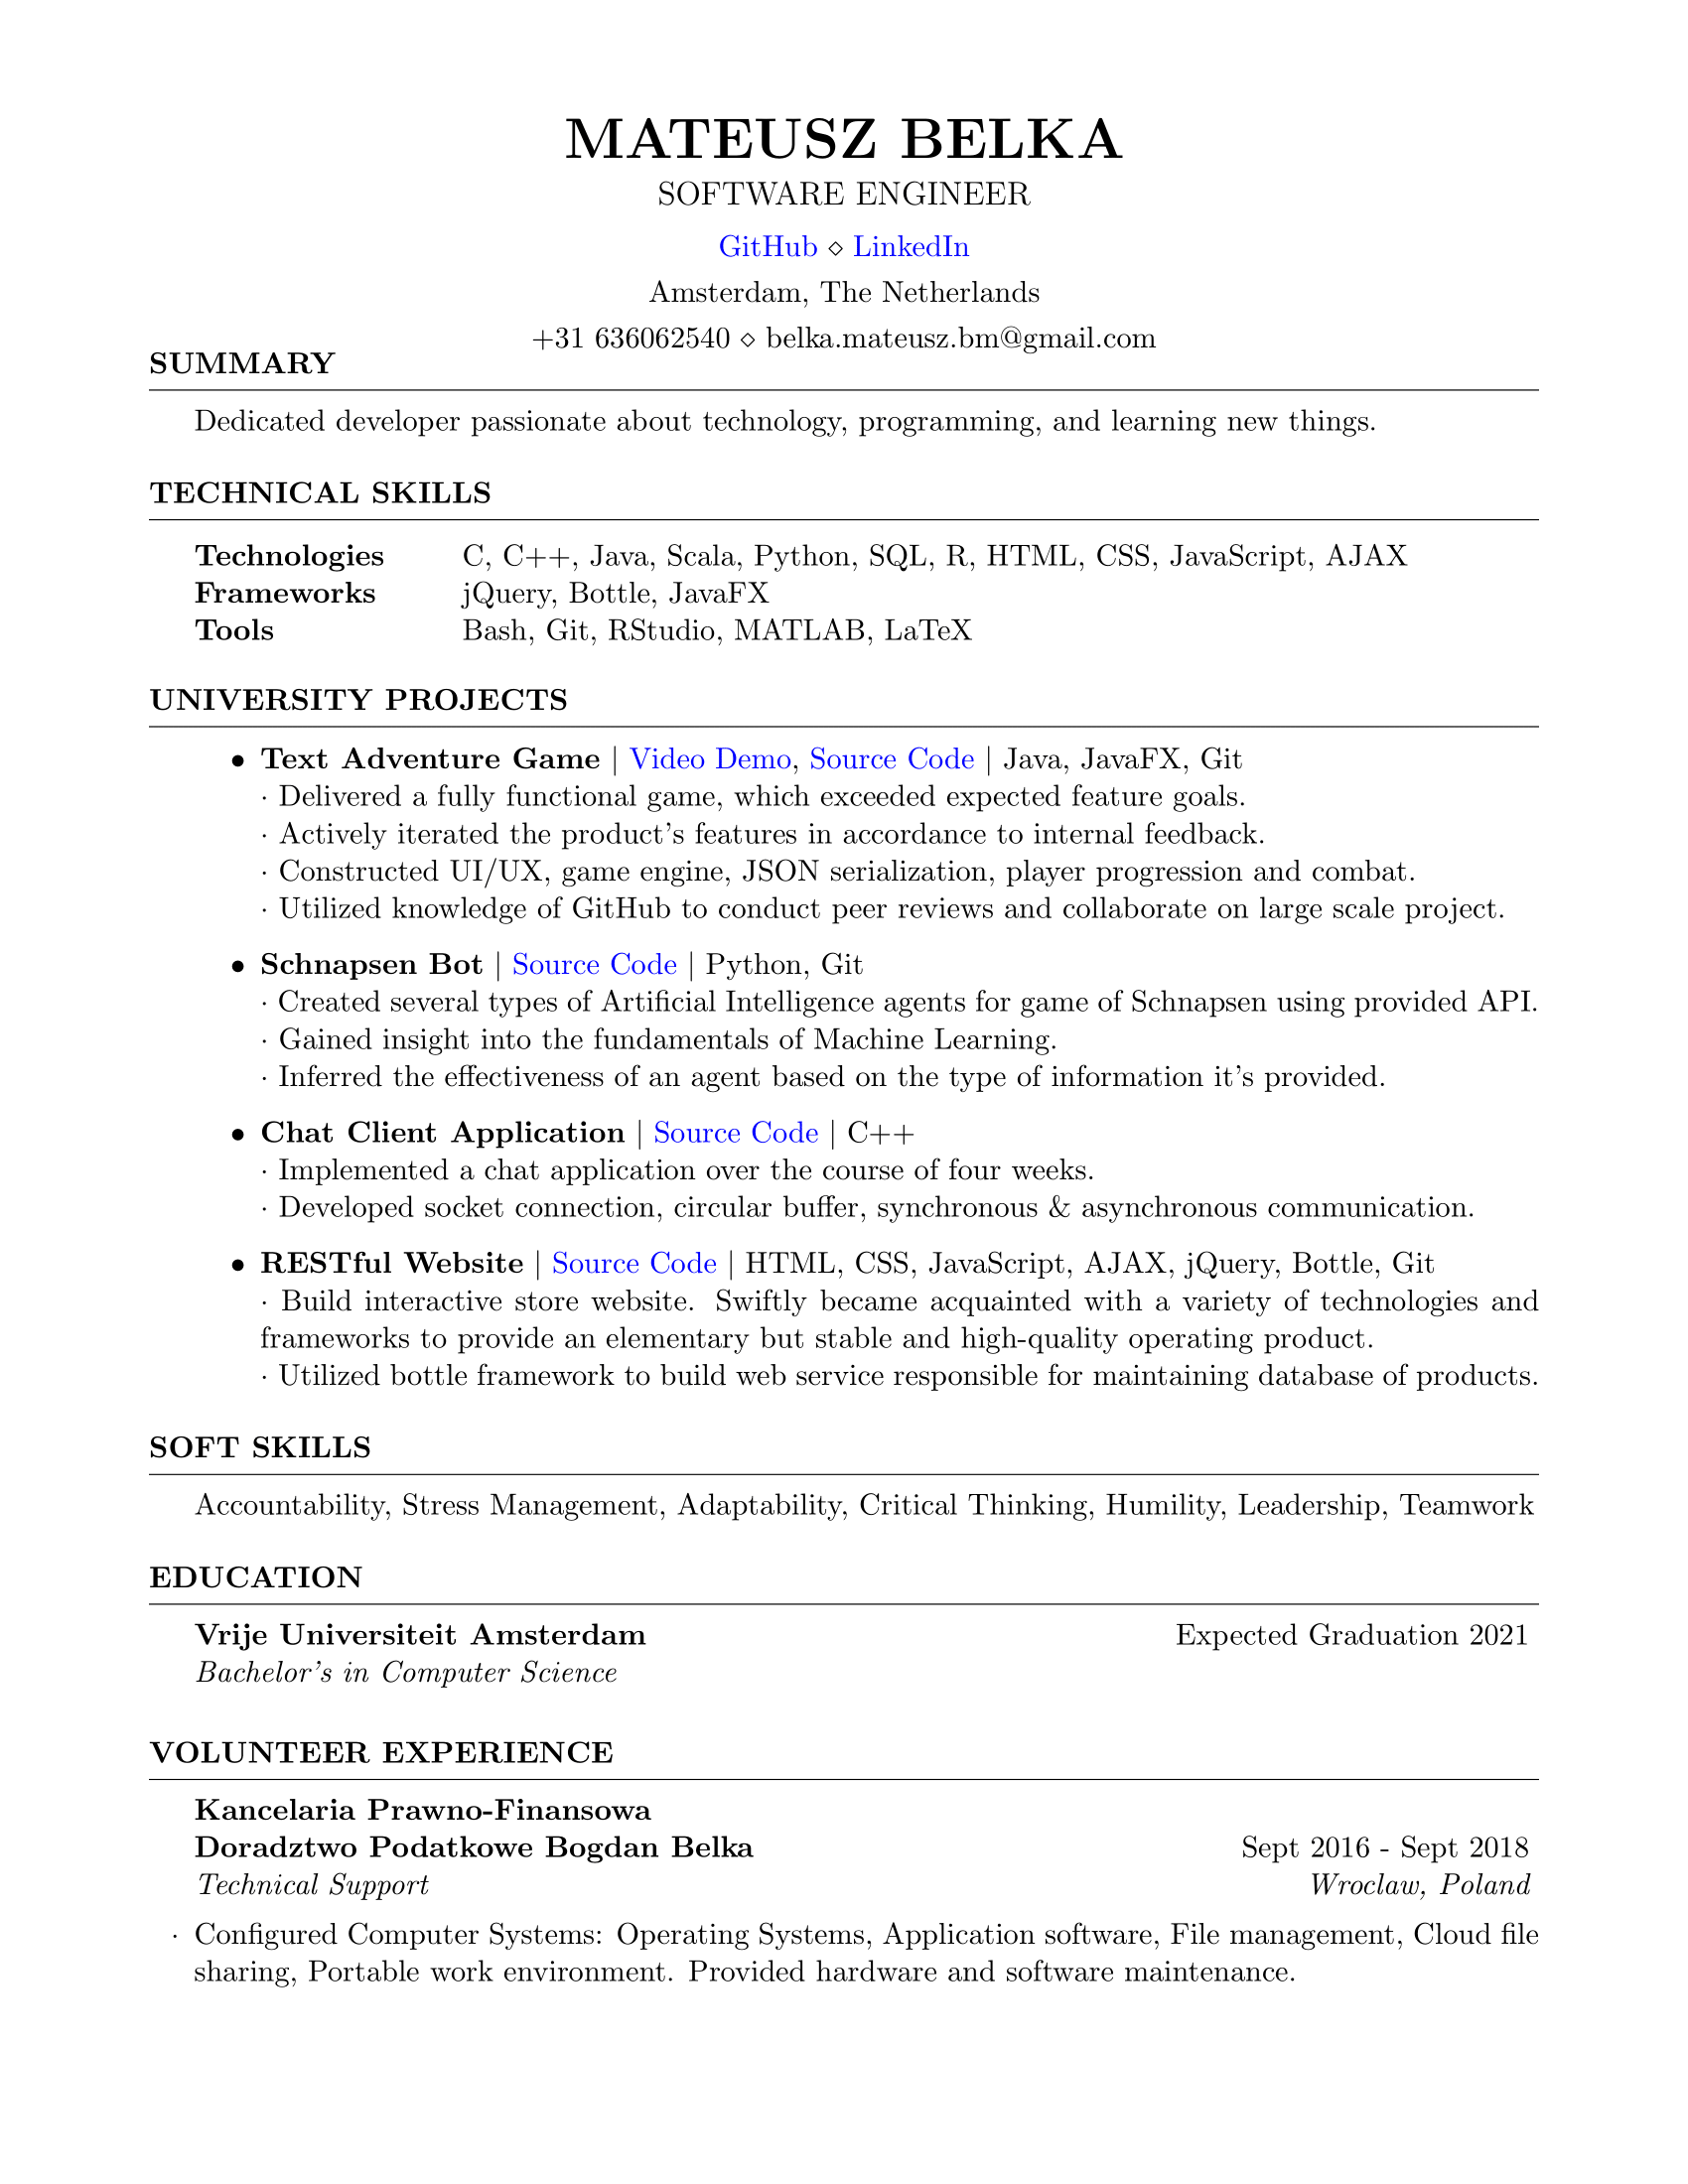 MATEUSZ BELKA
SOFTWARE ENGINEER
GitHub ⋄ LinkedIn
Amsterdam, The Netherlands
+31 636062540 ⋄ belka.mateusz.bm@gmail.com
SUMMARY
Dedicated developer passionate about technology, programming, and learning new things.
TECHNICAL SKILLS
Technologies C, C++, Java, Scala, Python, SQL, R, HTML, CSS, JavaScript, AJAX
Frameworks jQuery, Bottle, JavaFX
Tools Bash, Git, RStudio, MATLAB, LaTeX
UNIVERSITY PROJECTS
• Text Adventure Game | Video Demo, Source Code | Java, JavaFX, Git
· Delivered a fully functional game, which exceeded expected feature goals.
· Actively iterated the product's features in accordance to internal feedback.
· Constructed UI/UX, game engine, JSON serialization, player progression and combat.
· Utilized knowledge of GitHub to conduct peer reviews and collaborate on large scale project.
• Schnapsen Bot | Source Code | Python, Git
· Created several types of Artificial Intelligence agents for game of Schnapsen using provided API.
· Gained insight into the fundamentals of Machine Learning.
· Inferred the effectiveness of an agent based on the type of information it's provided.
• Chat Client Application | Source Code | C++
· Implemented a chat application over the course of four weeks.
· Developed socket connection, circular buffer, synchronous & asynchronous communication.
• RESTful Website | Source Code | HTML, CSS, JavaScript, AJAX, jQuery, Bottle, Git
· Build interactive store website. Swiftly became acquainted with a variety of technologies and
frameworks to provide an elementary but stable and high-quality operating product.
· Utilized bottle framework to build web service responsible for maintaining database of products.
SOFT SKILLS
Accountability, Stress Management, Adaptability, Critical Thinking, Humility, Leadership, Teamwork
EDUCATION
Vrije Universiteit Amsterdam Expected Graduation 2021
Bachelor's in Computer Science
VOLUNTEER EXPERIENCE
Kancelaria Prawno-Finansowa
Doradztwo Podatkowe Bogdan Belka Sept 2016 - Sept 2018
Technical Support Wroclaw, Poland
· Configured Computer Systems: Operating Systems, Application software, File management, Cloud file
sharing, Portable work environment. Provided hardware and software maintenance.